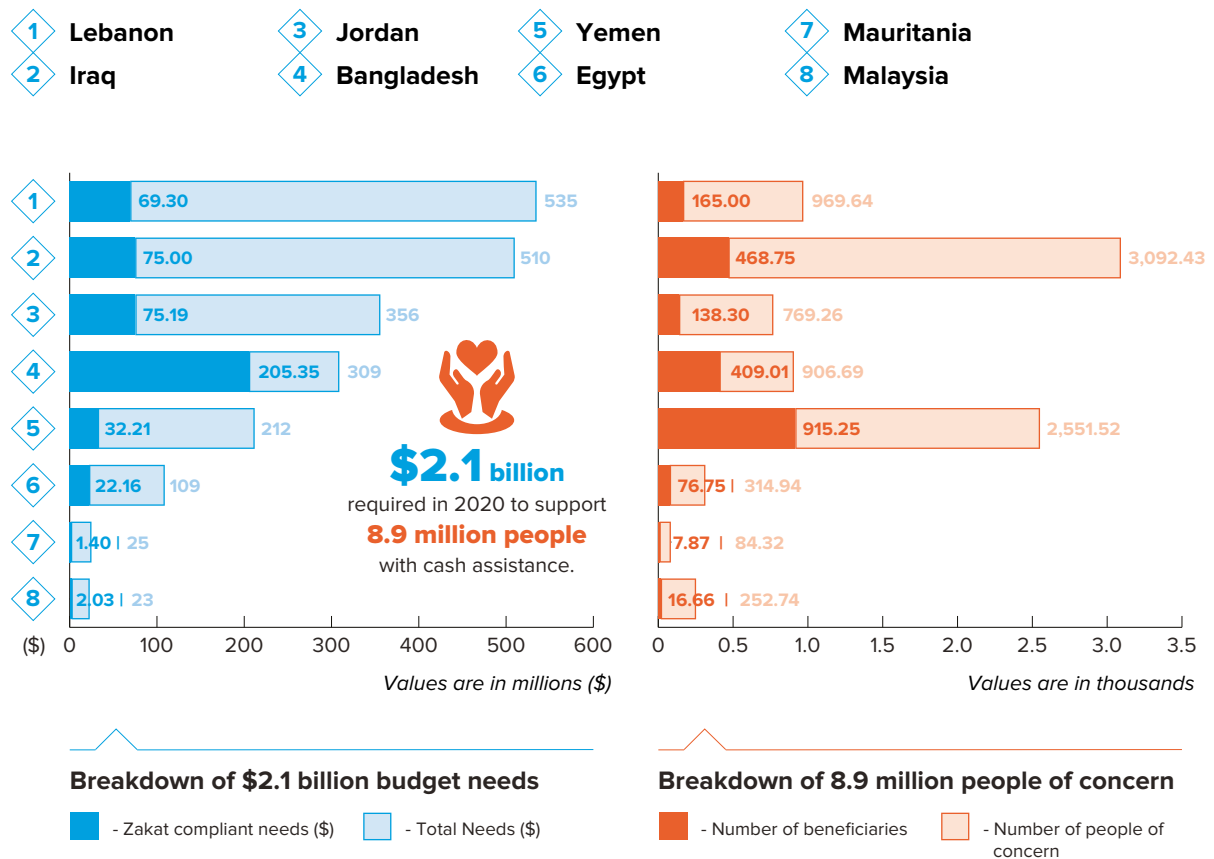 1 Lebanon
2 Iraq
3 Jordan
4 Bangladesh
5 Yemen
6 Egypt
7 Mauritania
8 Malaysia
1 69.30 535
2 75.00 510
3 75.19 356
4 205.35 309
5 32.21 212
6 22.16 109
7 1.40 | 25
8 2.03 | 23
($) 0 100 200 300 400 500 600
Values are in millions ($)
$2.1 billion
required in 2020 to support
8.9 million people
with cash assistance.
165.00 969.64
468.75 3,092.43
138.30 769.26
409.01 906.69
915.25 2,551.52
76.75 | 314.94
7.87 | 84.32
16.66 | 252.74
0 0.5 1.0 1.5 2.0 2.5 3.0 3.5
Values are in thousands
Breakdown of $2.1 billion budget needs
- Zakat compliant needs ($) - Total Needs ($)
Breakdown of 8.9 million people of concern
- Number of beneficiaries - Number of people of
concern